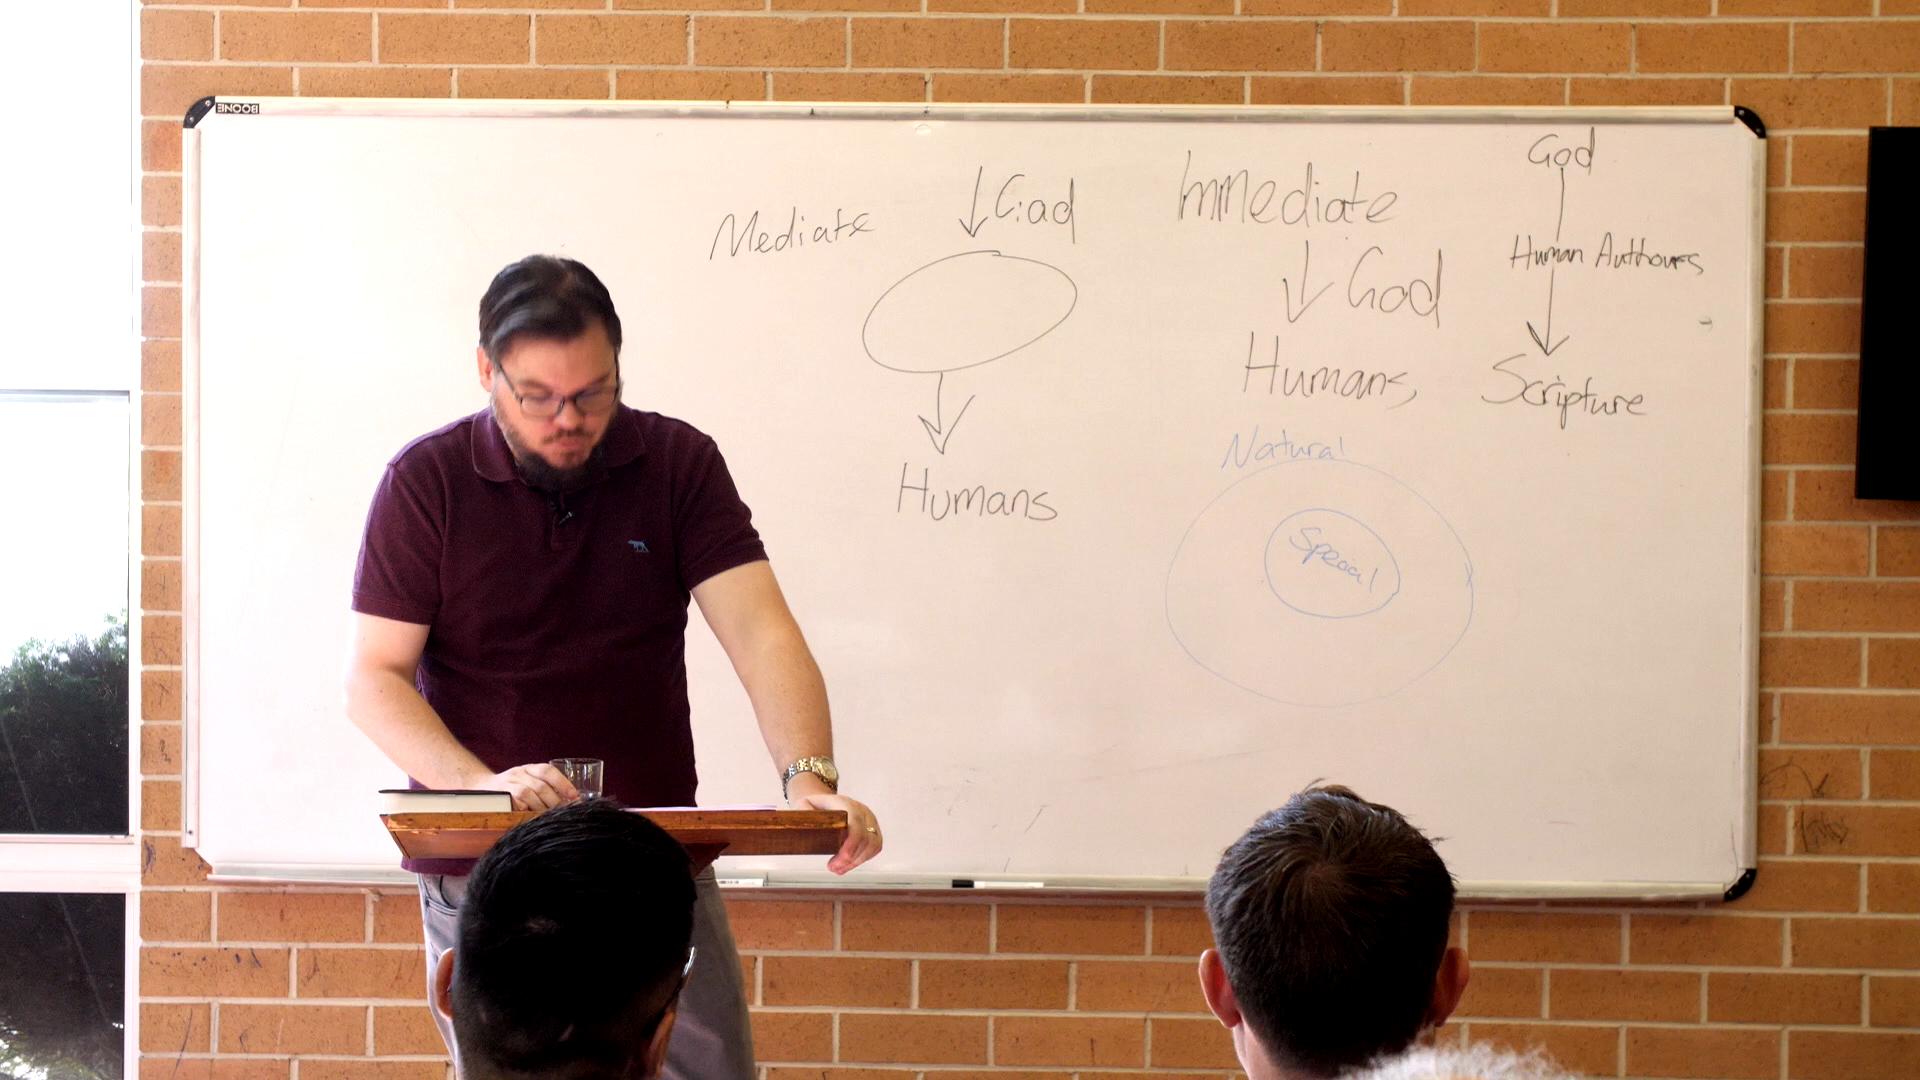 BOONE
Mediate
God
Humans
Immediate
God
Humans
God
Human Authours
Scripture
Natural
Special